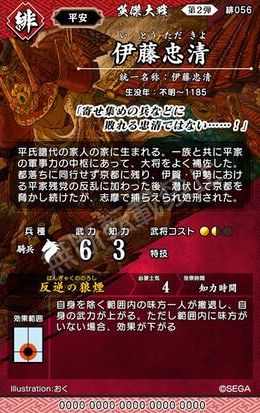 緋
平安
英傑大戦
第2弾
緋056
いとうただきよ
伊藤忠清
統一名称:伊藤忠清
生没年:不明~1185
「寄せ集めの兵などに
敗れる忠清ではない……!」
平氏譜代の家人の家に生まれる。一族と共に平家
の軍事力の中枢にあって、大将をよく補佐した。
都落ちに同行せず京都に残り、伊賀・伊勢におけ
る平家残党の反乱に加わった後、潜伏して京都を
脅かし続けたが、志摩で捕らえられ処刑された。
兵種 武力 知力 武将コスト
騎兵 6 3 特技
はんぎゃくののろし
反逆の狼煙
必要士気 4
効果時間 知力時間
効果範囲
自身を除く範囲内の味方一人が撤退し、自
身の武力が上がる。ただし範囲内に味方が
いない場合、効果が下がる
Illustration:おく
©SEGA
0000-0000-0000-0000-0000